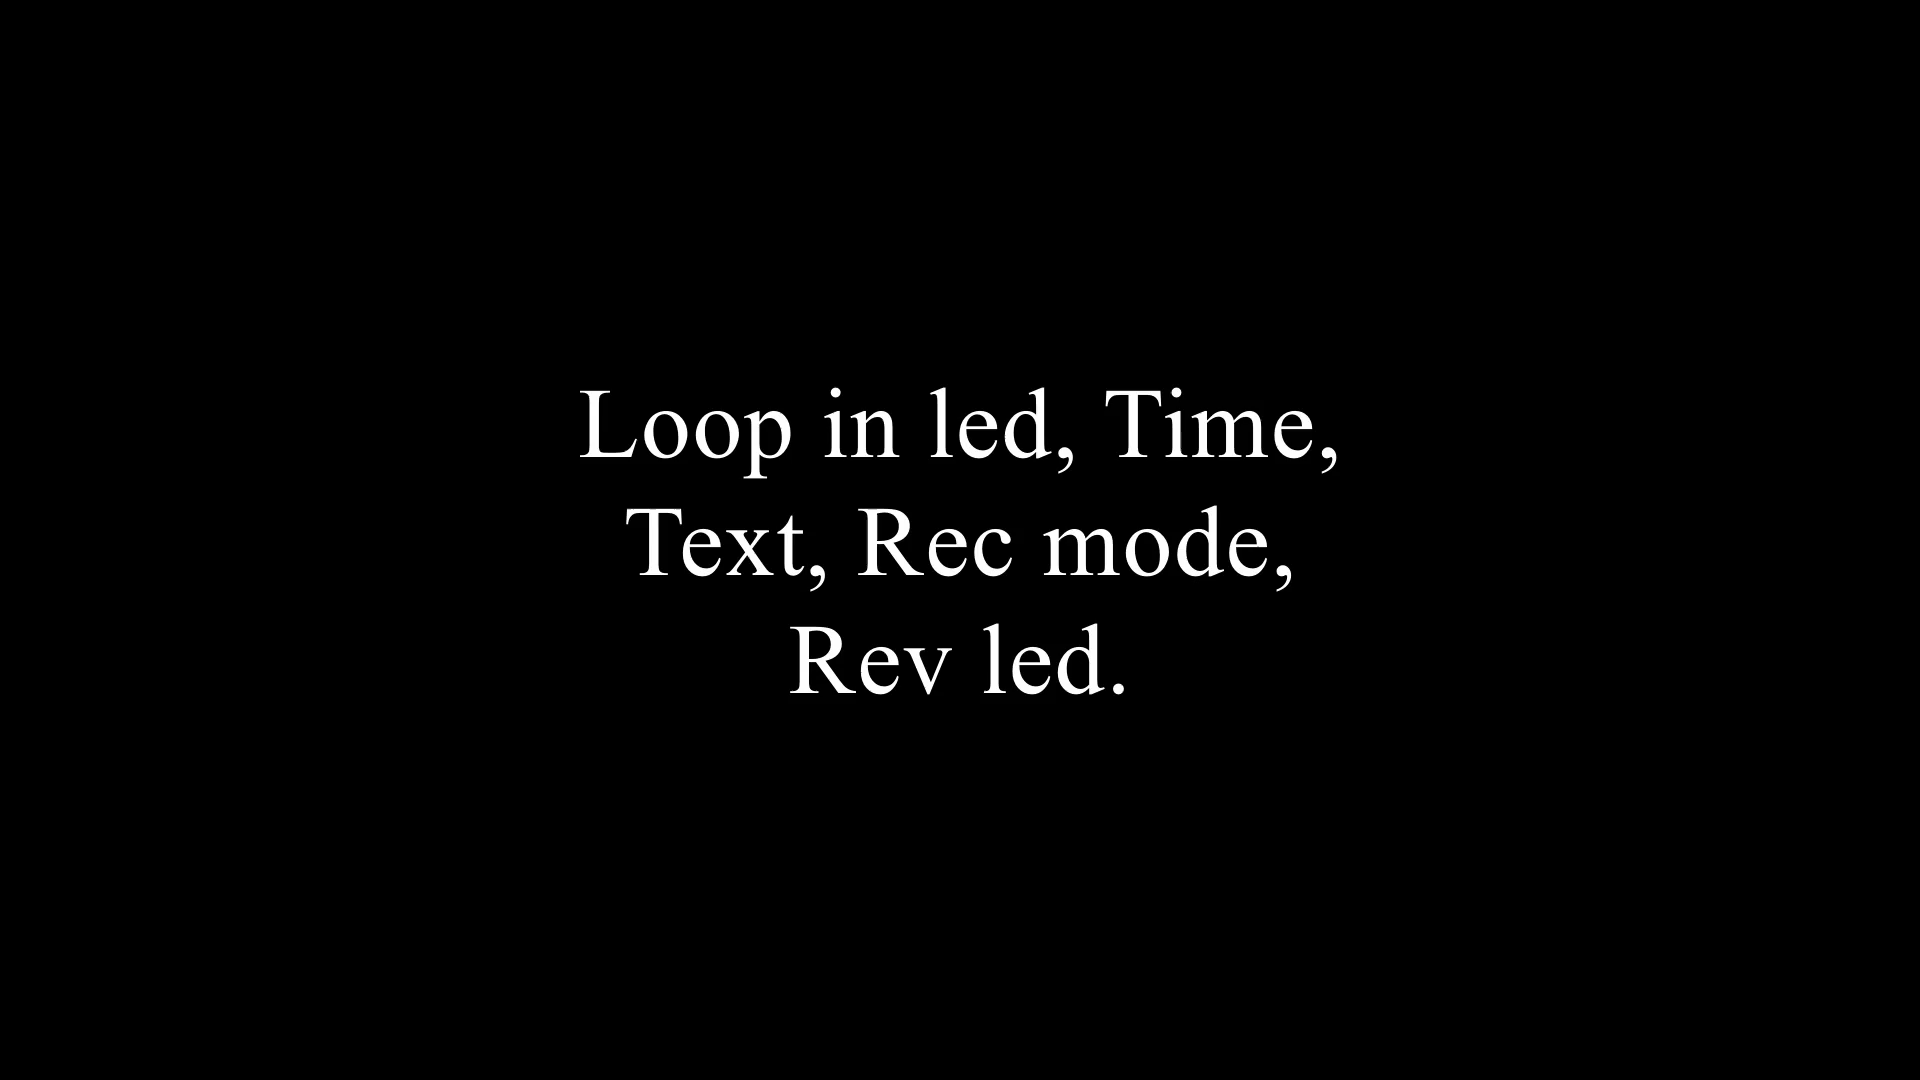 Loop in led, Time,
Text, Rec mode,
Rev led.